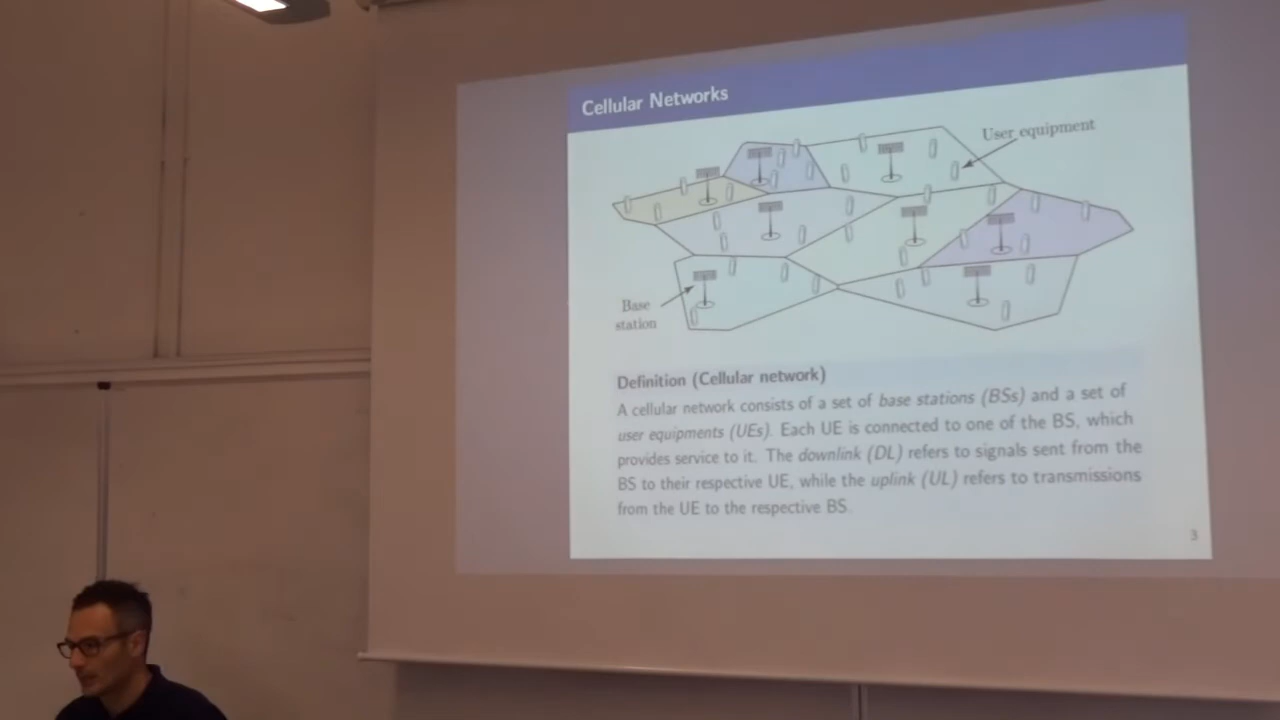 Cellular Networks
User equipment
Base
station
Definition (Cellular network)
A cellular network consists of a set of base stations (BSs) and a set of
user equipments (UEs). Each UE is connected to one of the BS, which
provides service to it. The downlink (DL) refers to signals sent from the
BS to their respective UE, while the uplink (UL) refers to transmissions
from the UE to the respective BS.
3